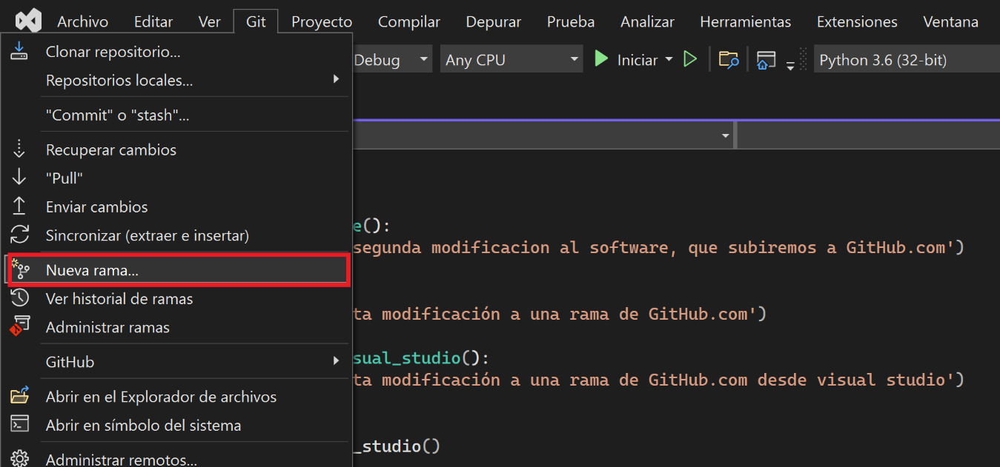 Archivo Editar Ver Git Proyecto Compilar Depurar Prueba Analizar Herramientas Extensiones Ventana
Debug Any CPU Iniciar Python 3.6 (32-bit)
Clonar repositorio...
Repositorios locales...
"Commit" o "stash"...
Recuperar cambios
"Pull"
Enviar cambios
Sincronizar (extraer e insertar)
Nueva rama...
Ver historial de ramas
Administrar ramas
GitHub
Abrir en el Explorador de archivos
Abrir en símbolo del sistema
Administrar remotos...
e():
segunda modificacion al software, que subiremos a GitHub.com')
ta modificación a una rama de GitHub.com')
sual_studio():
ta modificación a una rama de GitHub.com desde visual studio')
_studio()